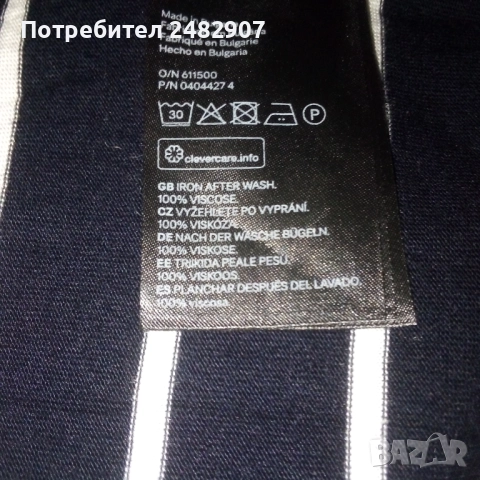 Потребител 2482907
Made in
Fabriqué en Bulgarie
Hecho en Bulgaria
O/N 611500
P/N 0404427 4
30
P
clevercare.info
GB IRON AFTER WASH.
100% VISCOSE.
CZ VYŽEHLETE PO VYPRÁNÍ.
100% VISKÓZA.
DE NACH DER WÄSCHE BÜGELN.
100% VISKOSE.
EE TRIIKIDA PEALE PESU.
100% VISKOOS.
ES PLANCHAR DESPUÉS DEL LAVADO.
100% viscosa.
BAZAR